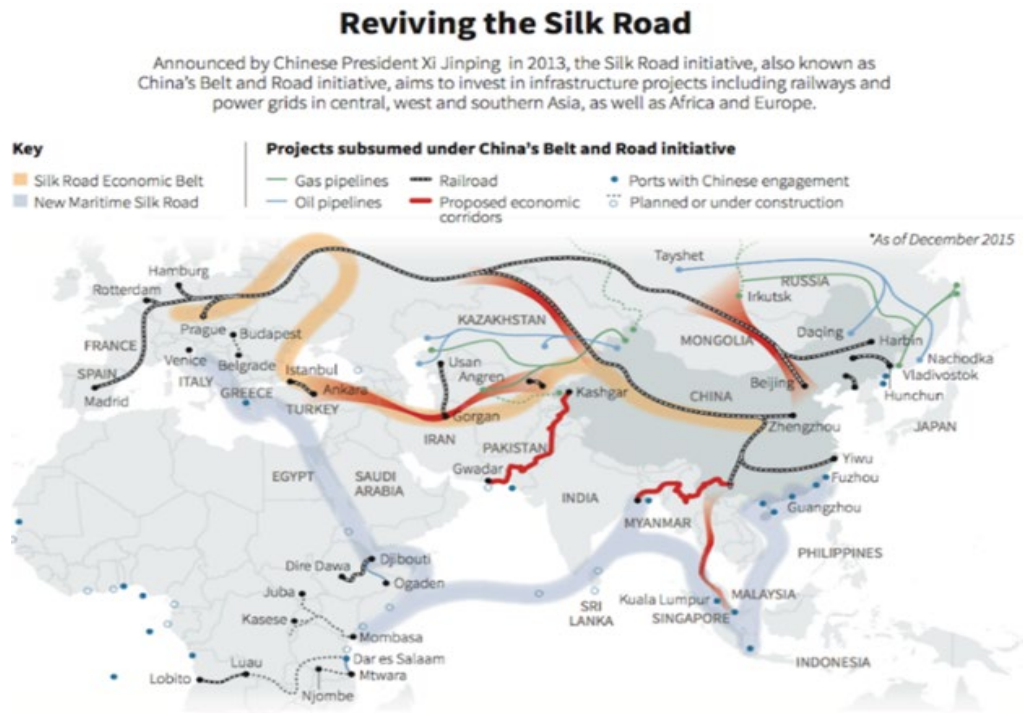 Reviving the Silk Road
Announced by Chinese President Xi Jinping in 2013, the Silk Road initiative, also known as
China's Belt and Road initiative, aims to invest in infrastructure projects including railways and
power grids in central, west and southern Asia, as well as Africa and Europe.
Key
Silk Road Economic Belt
New Maritime Silk Road
Projects subsumed under China's Belt and Road initiative
Gas pipelines
Oil pipelines
Railroad
Proposed economic
corridors
Ports with Chinese engagement
Planned or under construction
*As of December 2015
Tayshet
Hamburg
RUSSIA
Rotterdam
Irkutsk
KAZAKHSTAN
Prague
Budapest
Daqing
Harbin
MONGOLIA
FRANCE
Venice
Belgrade
Usan
Nachodka
SPAIN
ITALY
Istanbul
Angren
Vladivostok
Beijing
Madrid
GREECE
Ankara
Kashgar
CHINA
Hunchun
TURKEY
Gorgan
Zhengzhou
JAPAN
IRAN
PAKISTAN
Yiwu
EGYPT
SAUDI
ARABIA
Gwadar
Fuzhou
INDIA
Guangzhou
MYANMAR
PHILIPPINES
Dire Dawa
Djibouti
Ogaden
Juba
SRI
LANKA
Kuala Lumpur
MALAYSIA
Kasese
SINGAPORE
Mombasa
Dar es Salaam
INDONESIA
Lobito
Luau
Mtwara
Njombe